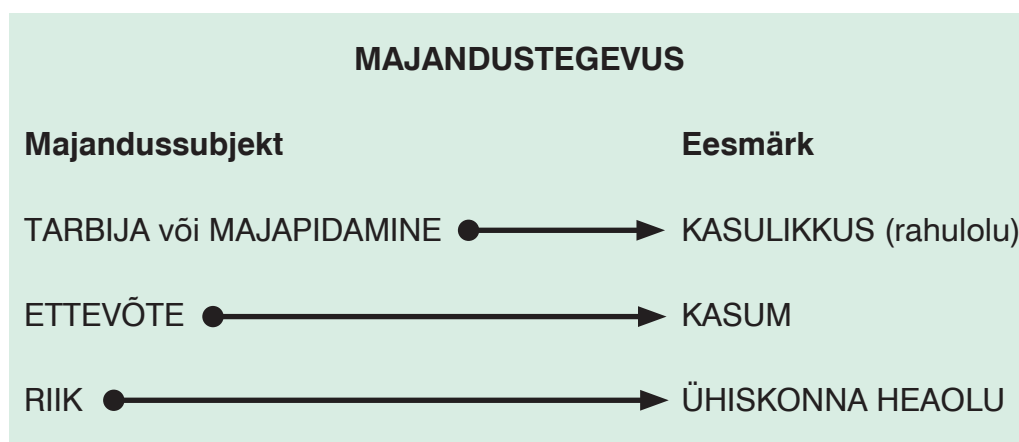 MAJANDUSTEGEVUS
Majandussubjekt Eesmärk
TARBIJA või MAJAPIDAMINE KASULIKKUS (rahulolu)
ETTEVÕTE KASUM
RIIK ÜHISKONNA HEAOLU